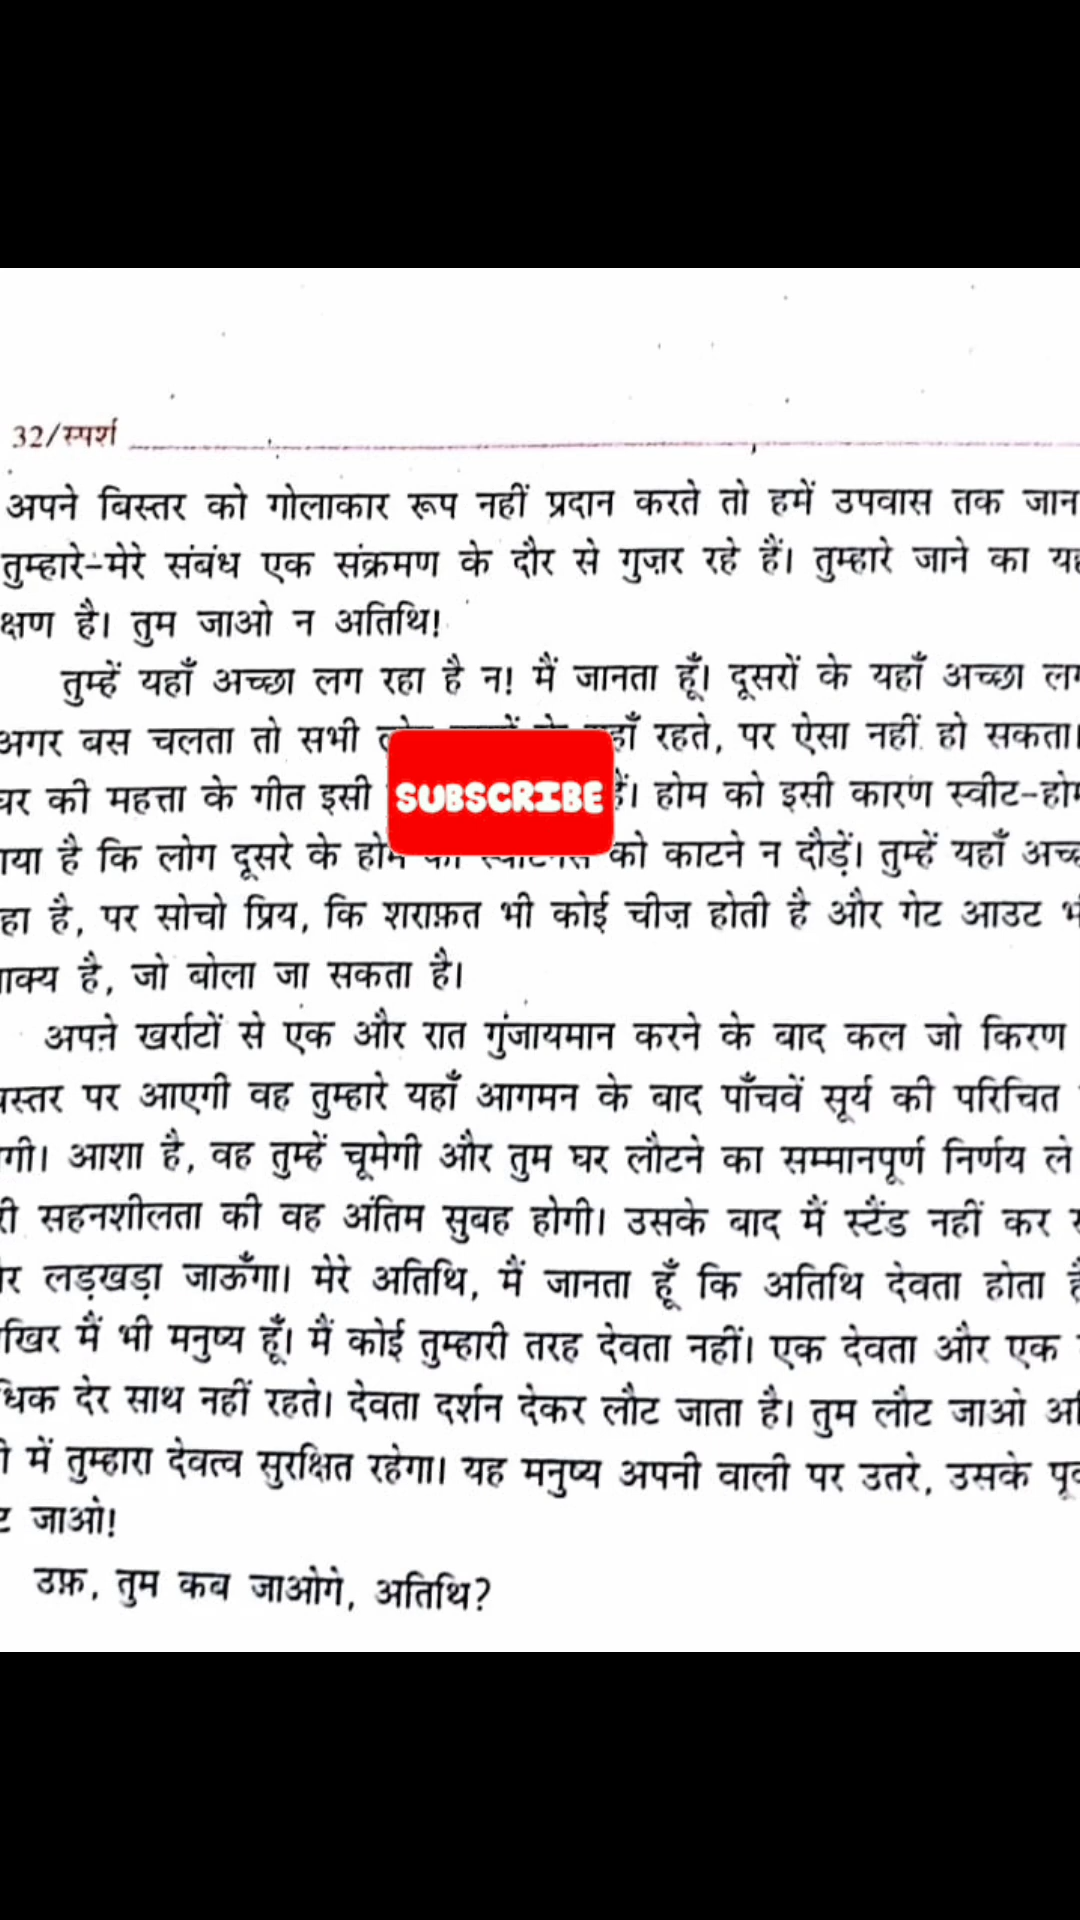 32/स्पर्श
अपने बिस्तर को गोलाकार रूप नहीं प्रदान करते तो हमें उपवास तक
तुम्हारे-मेरे संबंध एक संक्रमण के दौर से गुज़र रहे हैं। तुम्हारे जाने का
क्षण है। तुम जाओ न अतिथि!
तुम्हें यहाँ अच्छा लग रहा है न! मैं जानता हूँ। दूसरों के यहाँ अच्छा
अगर बस चलता तो सभी रहते, पर ऐसा नहीं हो सकता।
की महत्ता के गीत इसी SUBSCRIBE हैं। होम को इसी कारण
है कि लोग दूसरे के को काटने न दौड़ें। तुम्हें यहाँ
है, पर सोचो प्रिय, कि शराफ़त भी कोई चीज़ होती है और गेट आउट
है, जो बोला जा सकता है।
अपने खर्राटों से एक और रात गुंजायमान करने के बाद कल जो किरण
पर आएगी वह तुम्हारे यहाँ आगमन के बाद पाँचवें सूर्य की परिचित
आशा है, वह तुम्हें चूमेगी और तुम घर लौटने का सम्मानपूर्ण निर्णय ले
सहनशीलता की वह अंतिम सुबह होगी। उसके बाद मैं स्टैंड नहीं कर
लड़खड़ा जाऊँगा। मेरे अतिथि, मैं जानता हूँ कि अतिथि देवता होता
मैं भी मनुष्य हूँ। मैं कोई तुम्हारी तरह देवता नहीं। एक देवता और एक
देर साथ नहीं रहते। देवता दर्शन देकर लौट जाता है। तुम लौट जाओ
में तुम्हारा देवत्व सुरक्षित रहेगा। यह मनुष्य अपनी वाली पर उतरे, उसके
जाओ!
उफ़, तुम कब जाओगे, अतिथि?